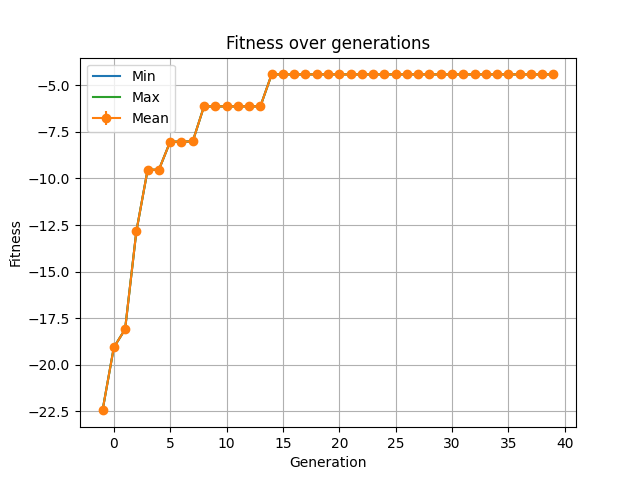 Fitness over generations
Min
Max
Mean
Fitness
−5.0
−7.5
−10.0
−12.5
−15.0
−17.5
−20.0
−22.5
0 5 10 15 20 25 30 35 40
Generation